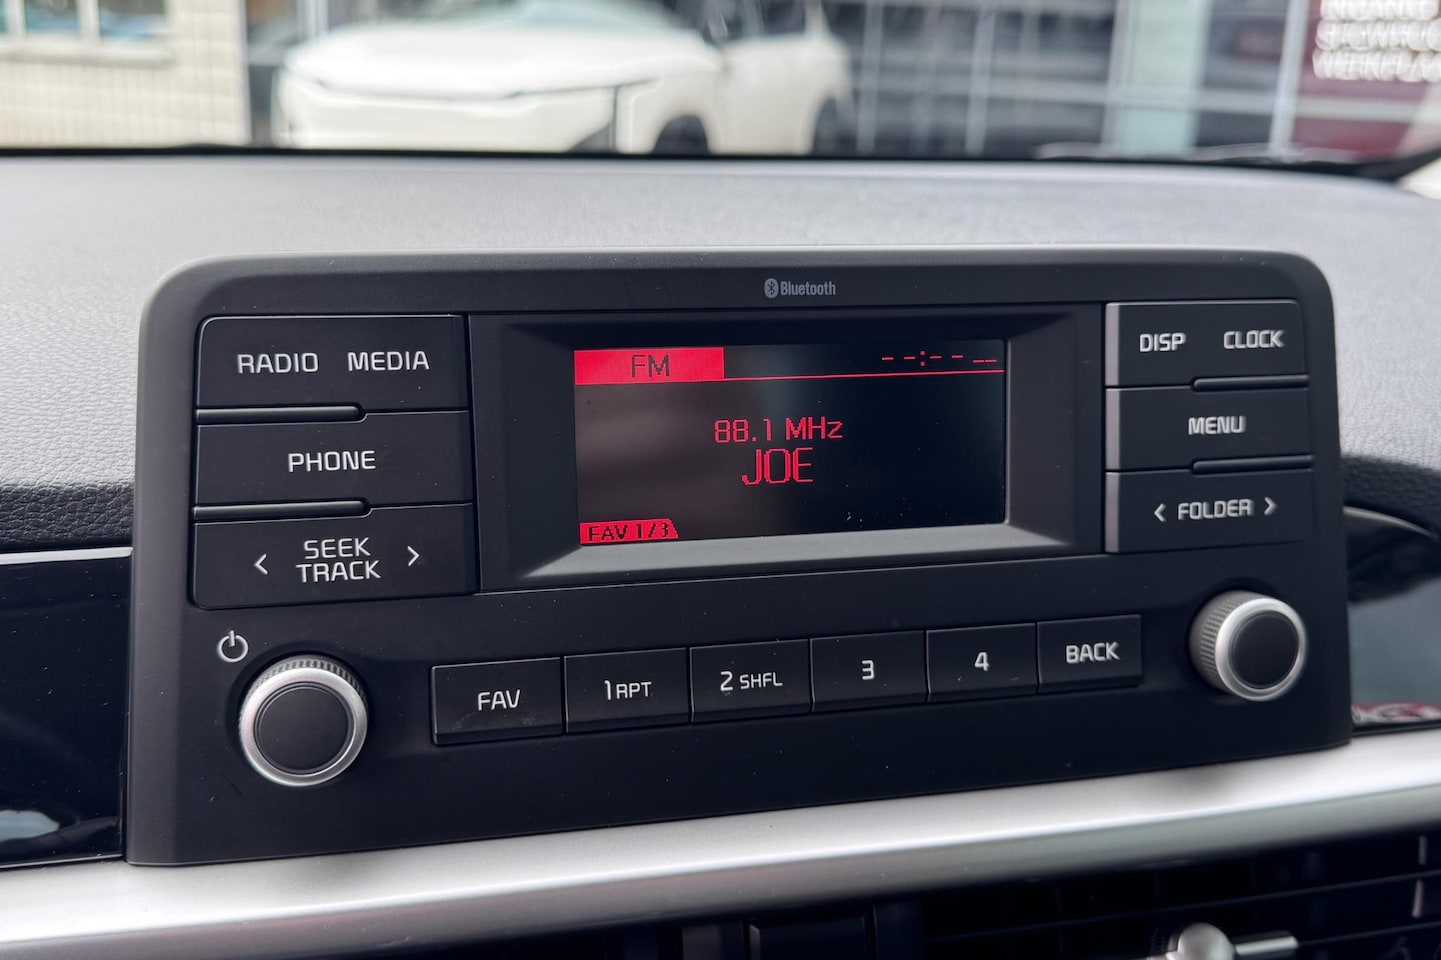 Bluetooth
RADIO MEDIA
PHONE
< SEEK TRACK >
FM --:-- __
88.1 MHz
JOE
FAV 1/3
DISP CLOCK
MENU
< FOLDER >
FAV 1 RPT 2 SHFL 3 4 BACK